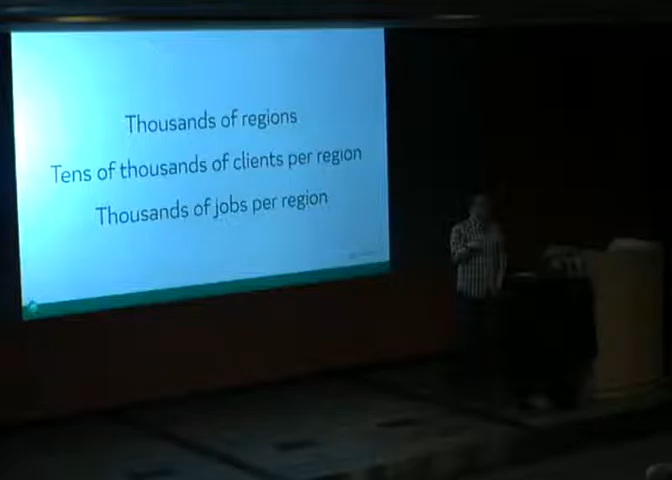 Thousands of regions
Tens of thousands of clients per region
Thousands of jobs per region